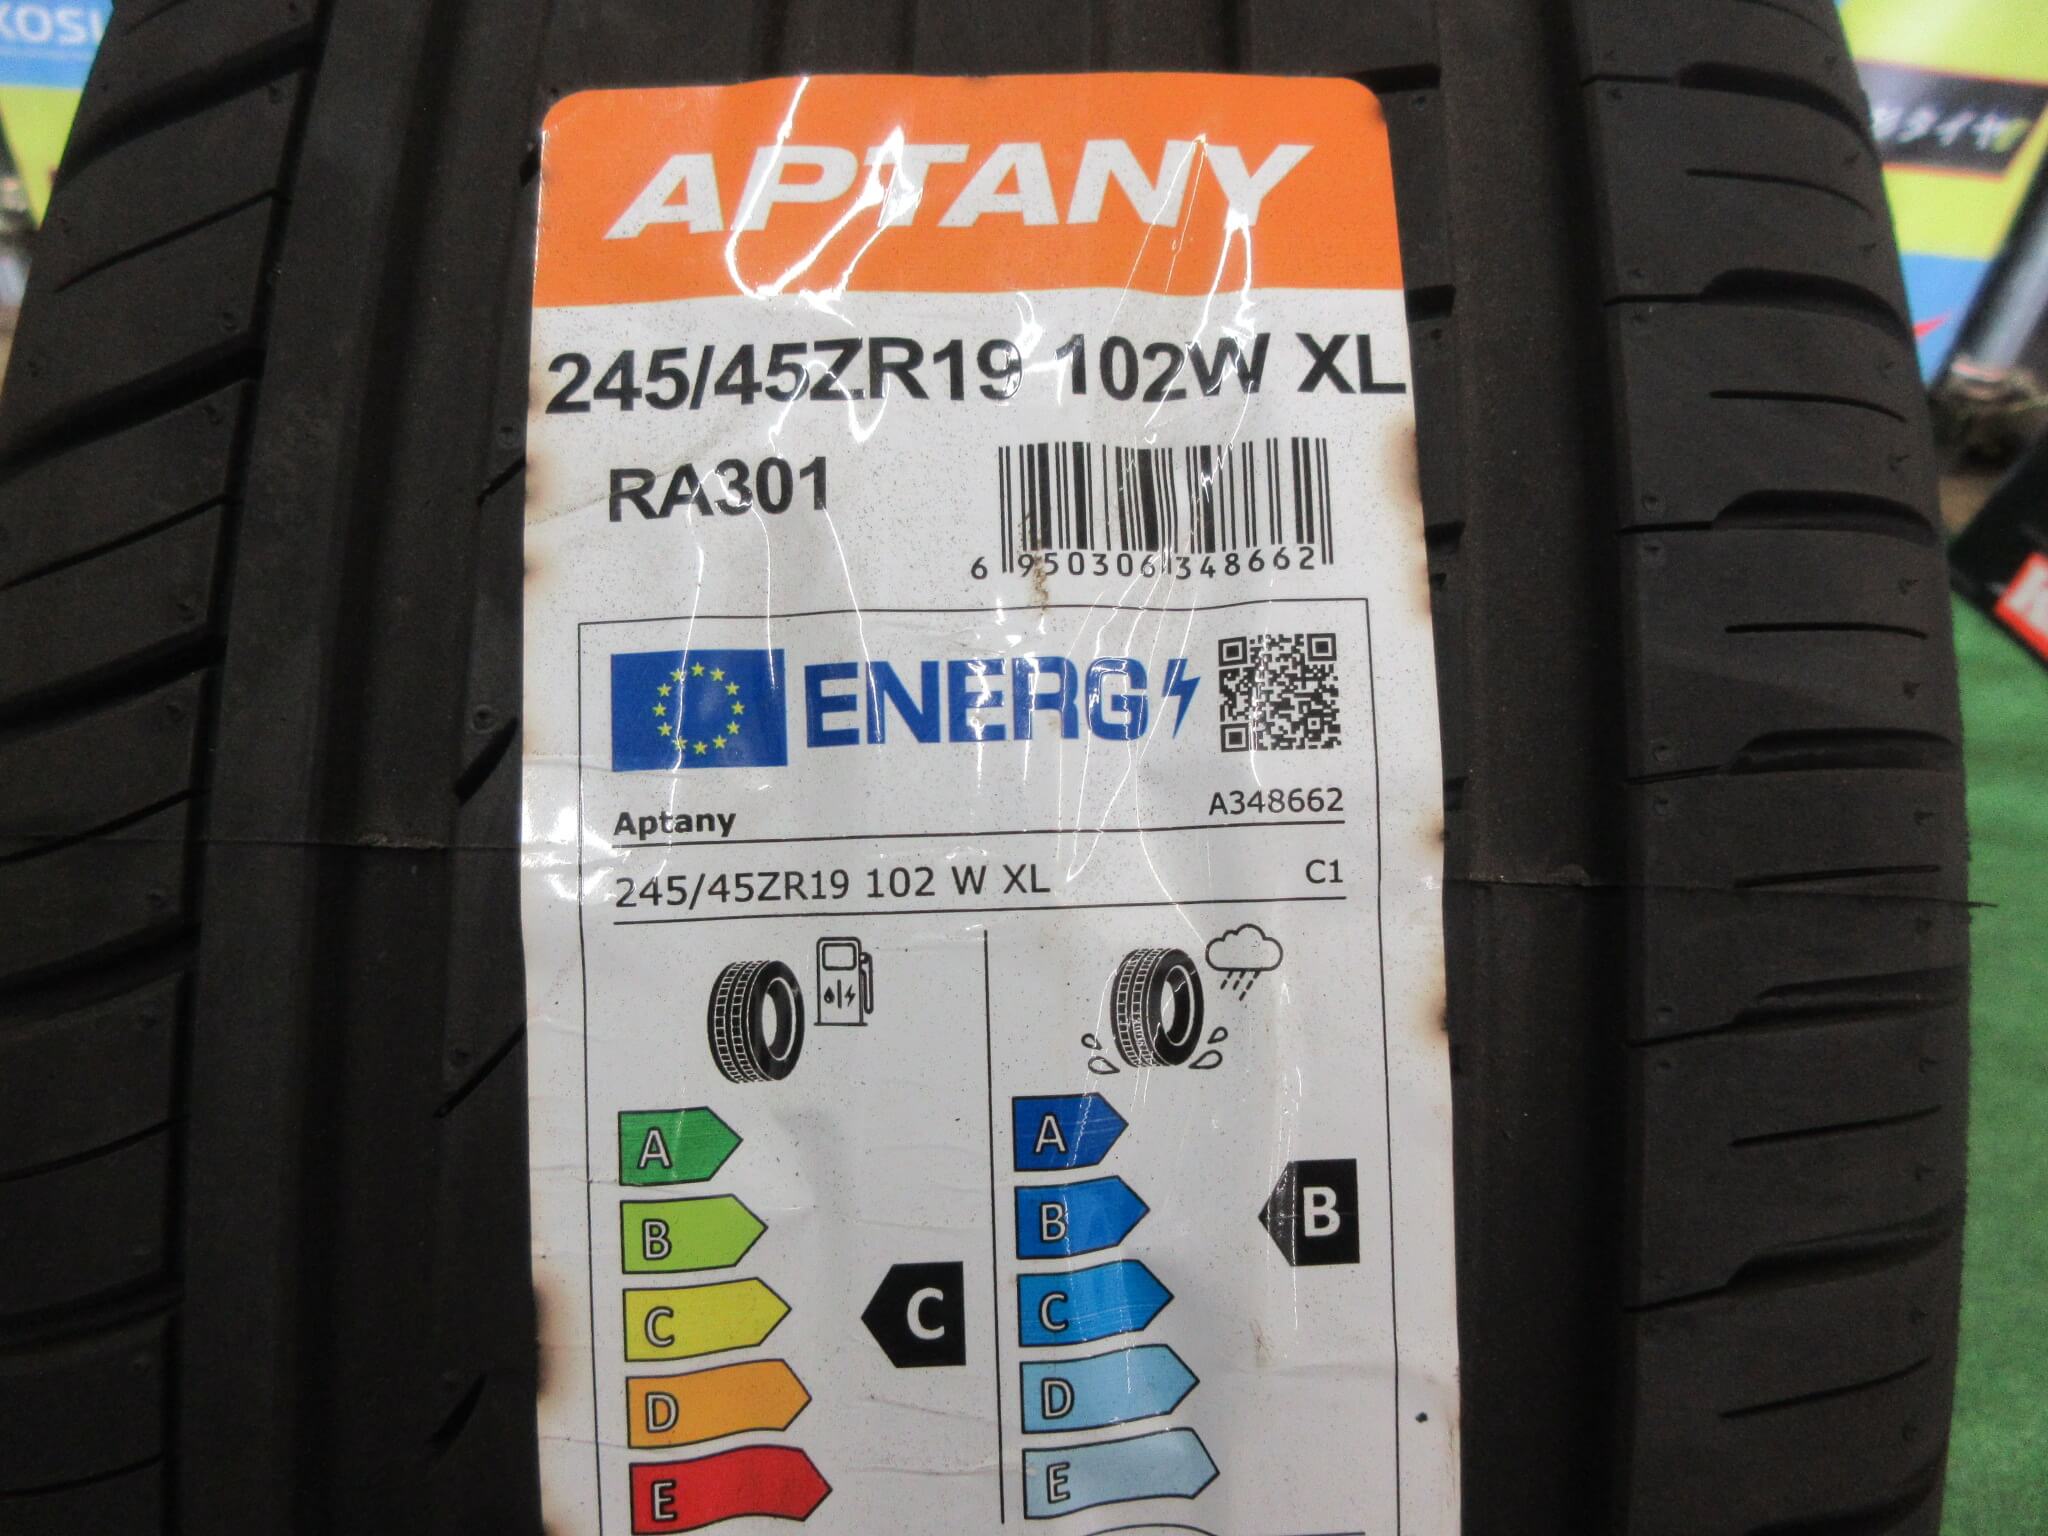 APTANY
245/45ZR19 102W XL
RA301
6 950306 348662
ENERG
Aptany
A348662
245/45ZR19 102 W XL
C1
A
B
C
D
E
C
A
B
C
D
E
B